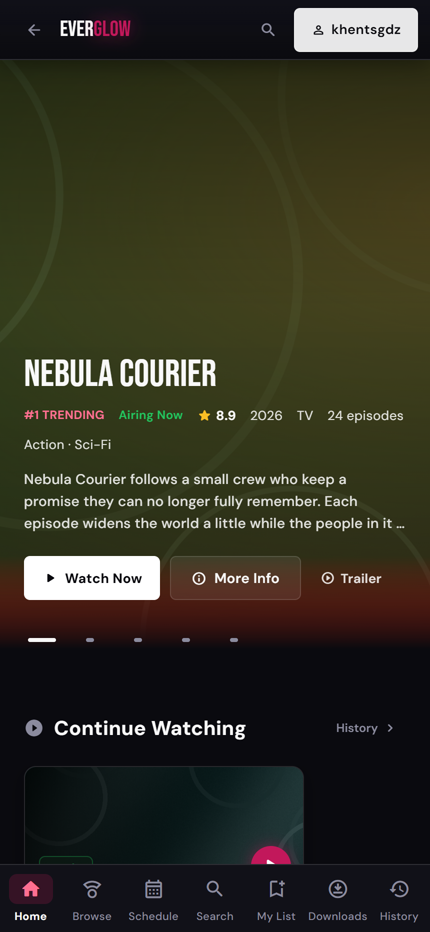 EVERGLOW
khentsgdz
NEBULA COURIER
#1 TRENDING Airing Now 8.9 2026 TV 24 episodes
Action · Sci-Fi
Nebula Courier follows a small crew who keep a
promise they can no longer fully remember. Each
episode widens the world a little while the people in it ...
Watch Now More Info Trailer
Continue Watching History
Home Browse Schedule Search My List Downloads History